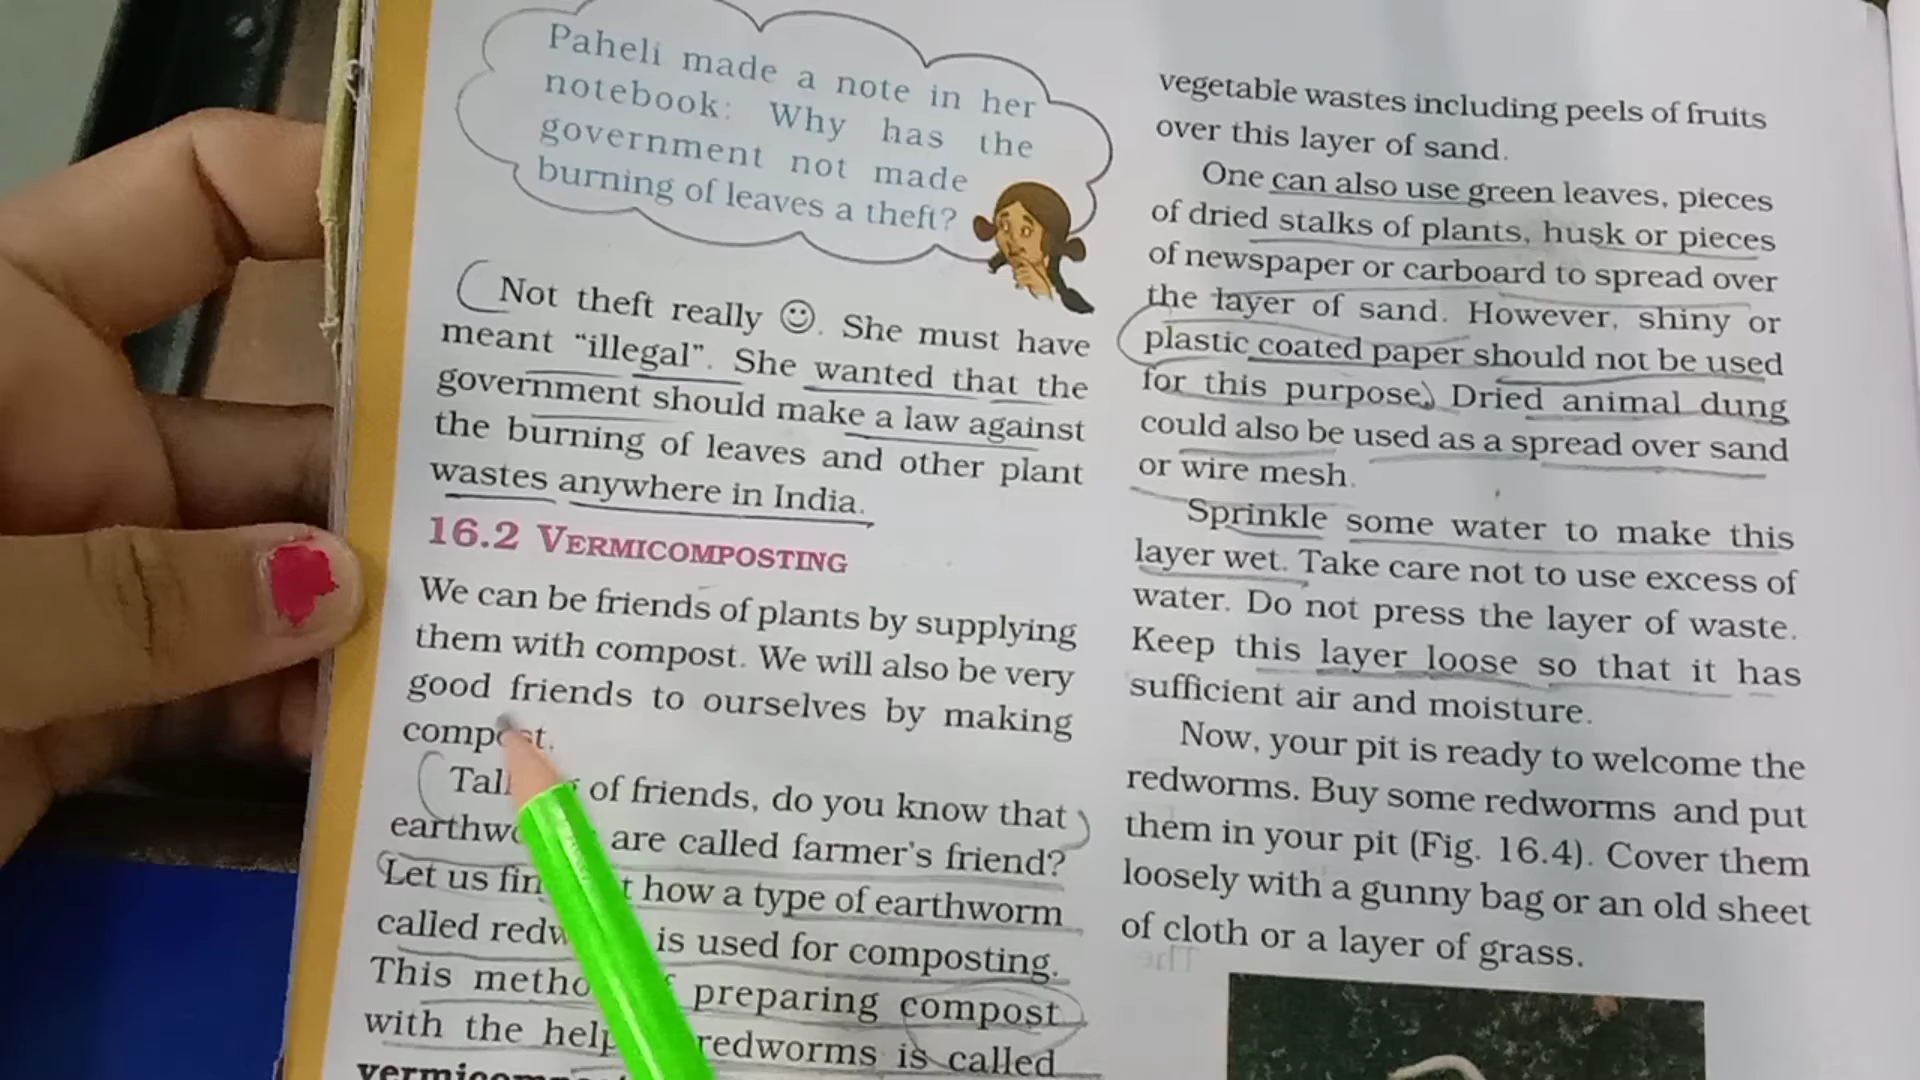 Paheli made a note in her
notebook: Why has the
government not made
burning of leaves a theft?
Not theft really ☺. She must have
meant “illegal”. She wanted that the
government should make a law against
the burning of leaves and other plant
wastes anywhere in India.
16.2 VERMICOMPOSTING
We can be friends of plants by supplying
them with compost. We will also be very
good friends to ourselves by making
compost.
of friends, do you know that
are called farmer's friend?
Let us how a type of earthworm
called is used for composting.
This preparing compost
with the redworms is called
vegetable wastes including peels of fruits
over this layer of sand.
One can also use green leaves, pieces
of dried stalks of plants, husk or pieces
of newspaper or carboard to spread over
the layer of sand. However, shiny or
plastic coated paper should not be used
for this purpose. Dried animal dung
could also be used as a spread over sand
or wire mesh.
Sprinkle some water to make this
layer wet. Take care not to use excess of
water. Do not press the layer of waste.
Keep this layer loose so that it has
sufficient air and moisture.
Now, your pit is ready to welcome the
redworms. Buy some redworms and put
them in your pit (Fig. 16.4). Cover them
loosely with a gunny bag or an old sheet
of cloth or a layer of grass.